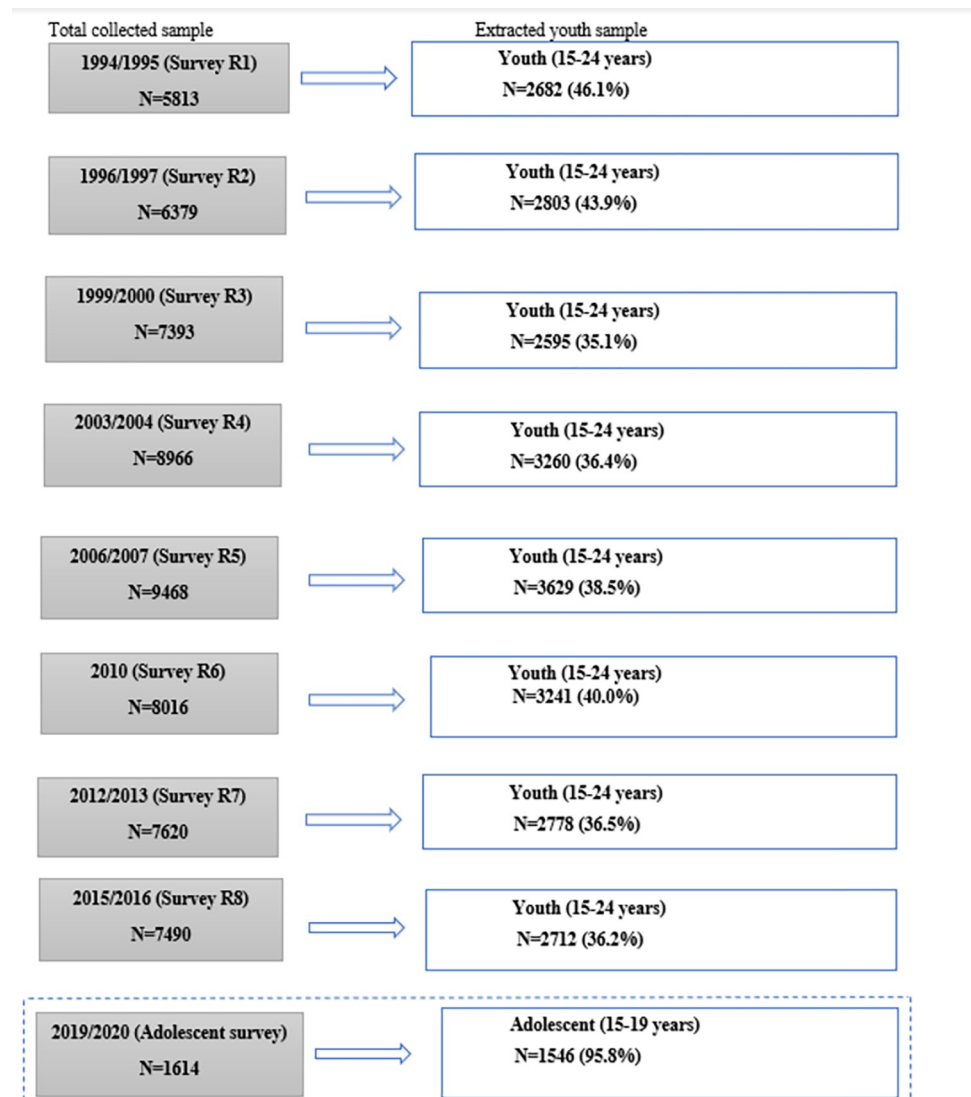 Total collected sample
Extracted youth sample
1994/1995 (Survey R1)
N=5813
Youth (15-24 years)
N=2682 (46.1%)
1996/1997 (Survey R2)
N=6379
Youth (15-24 years)
N=2803 (43.9%)
1999/2000 (Survey R3)
N=7393
Youth (15-24 years)
N=2595 (35.1%)
2003/2004 (Survey R4)
N=8966
Youth (15-24 years)
N=3260 (36.4%)
2006/2007 (Survey R5)
N=9468
Youth (15-24 years)
N=3629 (38.5%)
2010 (Survey R6)
N=8016
Youth (15-24 years)
N=3241 (40.0%)
2012/2013 (Survey R7)
N=7620
Youth (15-24 years)
N=2778 (36.5%)
2015/2016 (Survey R8)
N=7490
Youth (15-24 years)
N=2712 (36.2%)
2019/2020 (Adolescent survey)
N=1614
Adolescent (15-19 years)
N=1546 (95.8%)